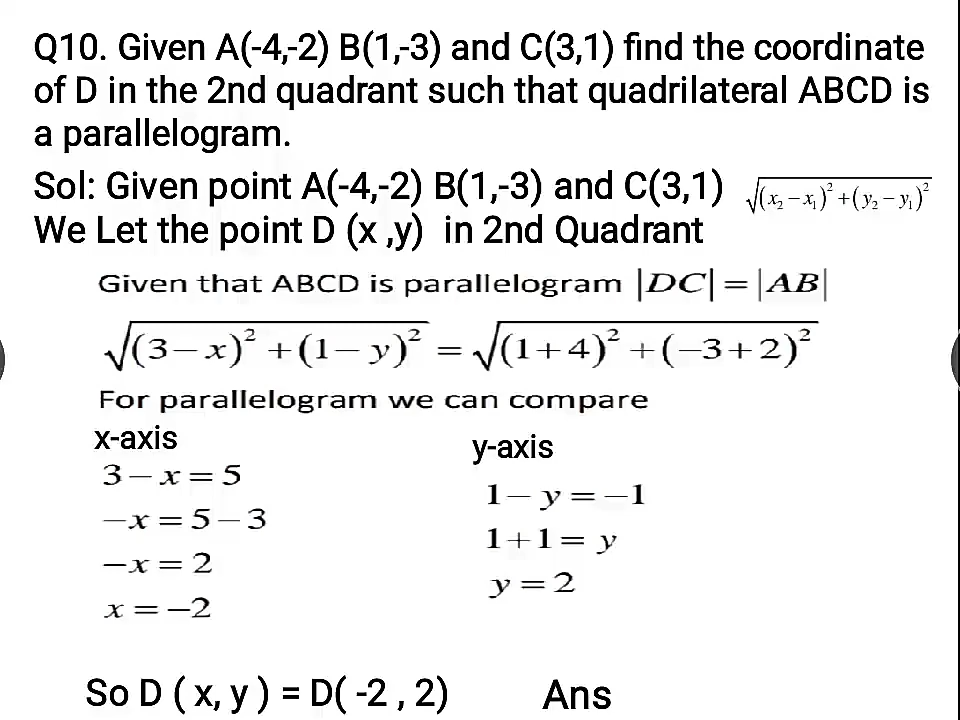 Q10. Given A(-4,-2) B(1,-3) and C(3,1) find the coordinate
of D in the 2nd quadrant such that quadrilateral ABCD is
a parallelogram.
Sol: Given point A(-4,-2) B(1,-3) and C(3,1) √(x₂ − x₁)² + (y₂ − y₁)²
We Let the point D (x ,y) in 2nd Quadrant
Given that ABCD is parallelogram |DC| = |AB|
√(3 − x)² + (1 − y)² = √(1 + 4)² + (−3 + 2)²
For parallelogram we can compare
x-axis
3 − x = 5
−x = 5 − 3
−x = 2
x = −2
y-axis
1 − y = −1
1 + 1 = y
y = 2
So D ( x, y ) = D( -2 , 2) Ans